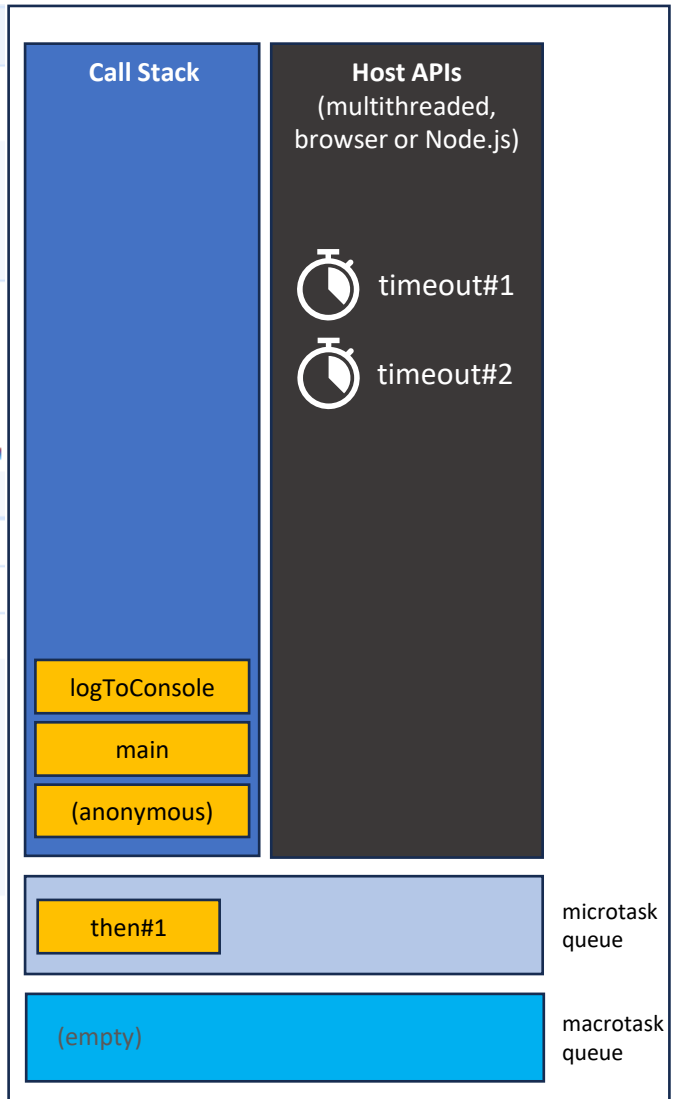 Call Stack
Host APIs
(multithreaded,
browser or Node.js)
timeout#1
timeout#2
logToConsole
main
(anonymous)
then#1
microtask
queue
(empty)
macrotask
queue